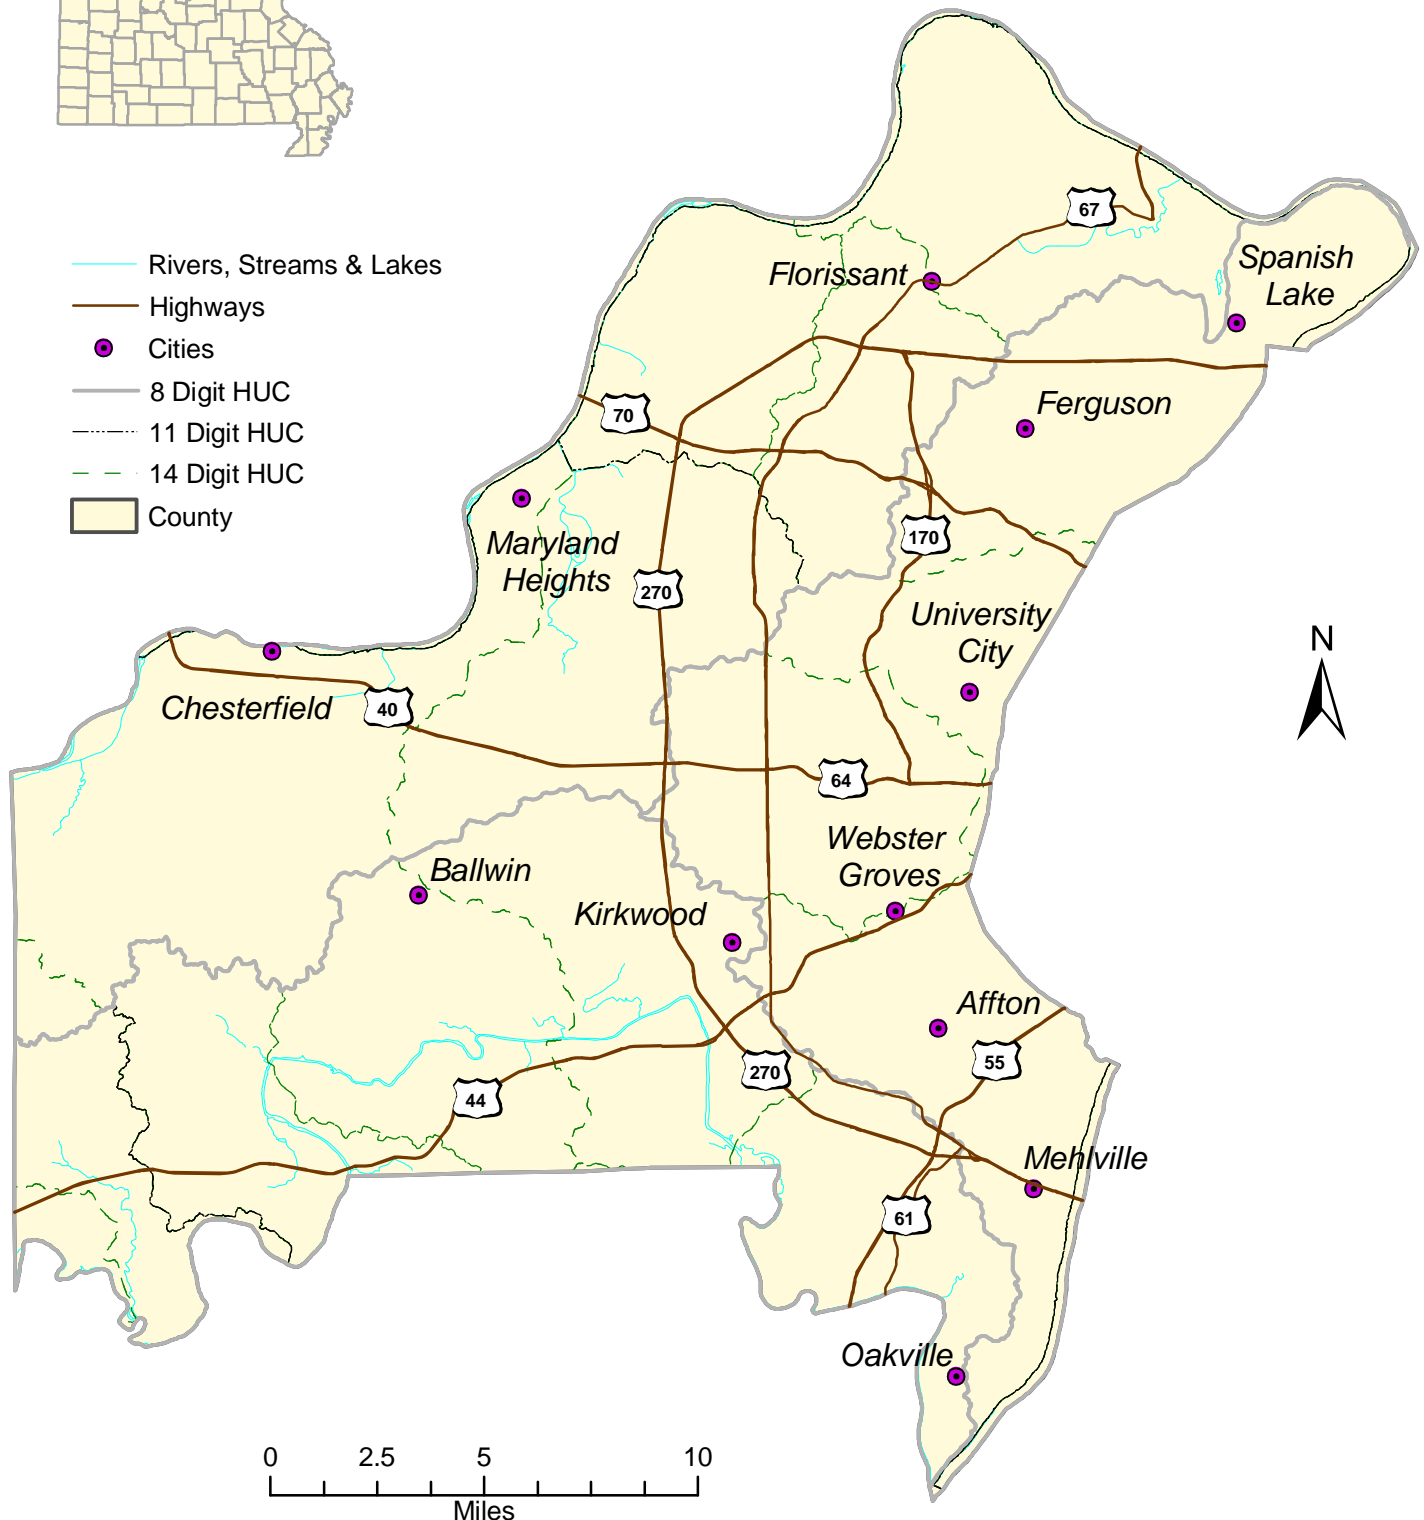 67
Spanish
Lake
Florissant
Rivers, Streams & Lakes
Highways
Cities
8 Digit HUC
11 Digit HUC
14 Digit HUC
County
70
Ferguson
Maryland
Heights
270
170
University
City
N
Chesterfield
40
64
Webster
Groves
Ballwin
Kirkwood
Affton
55
270
44
Mehlville
61
Oakville
0 2.5 5 10
Miles